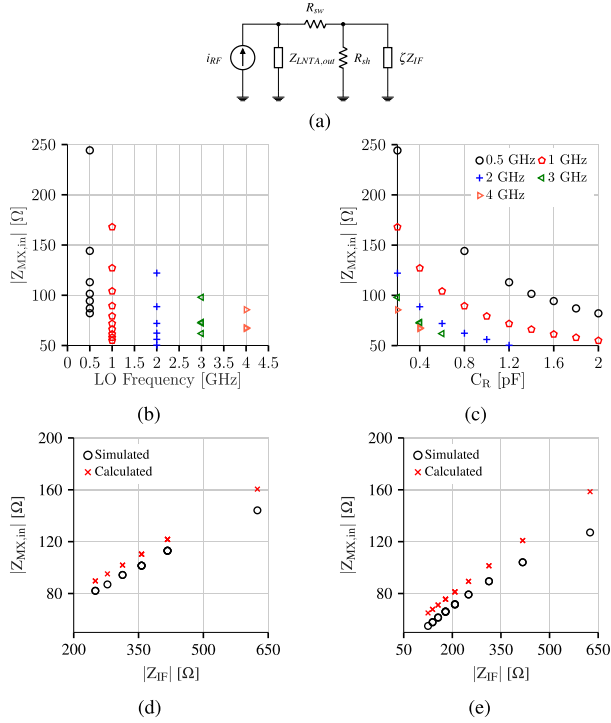 R_sw
i_RF
Z_LNTA,out
R_sh
ζZ_IF
(a)
250
200
150
100
50
|Z_MX,in| [Ω]
0 0.5 1 1.5 2 2.5 3 3.5 4 4.5
LO Frequency [GHz]
(b)
250
200
150
100
50
|Z_MX,in| [Ω]
0.5 GHz 1 GHz
2 GHz 3 GHz
4 GHz
0.4 0.8 1.2 1.6 2
C_R [pF]
(c)
200
160
120
80
|Z_MX,in| [Ω]
Simulated
Calculated
200 350 500 650
|Z_IF| [Ω]
(d)
200
160
120
80
|Z_MX,in| [Ω]
Simulated
Calculated
50 200 350 500 650
|Z_IF| [Ω]
(e)